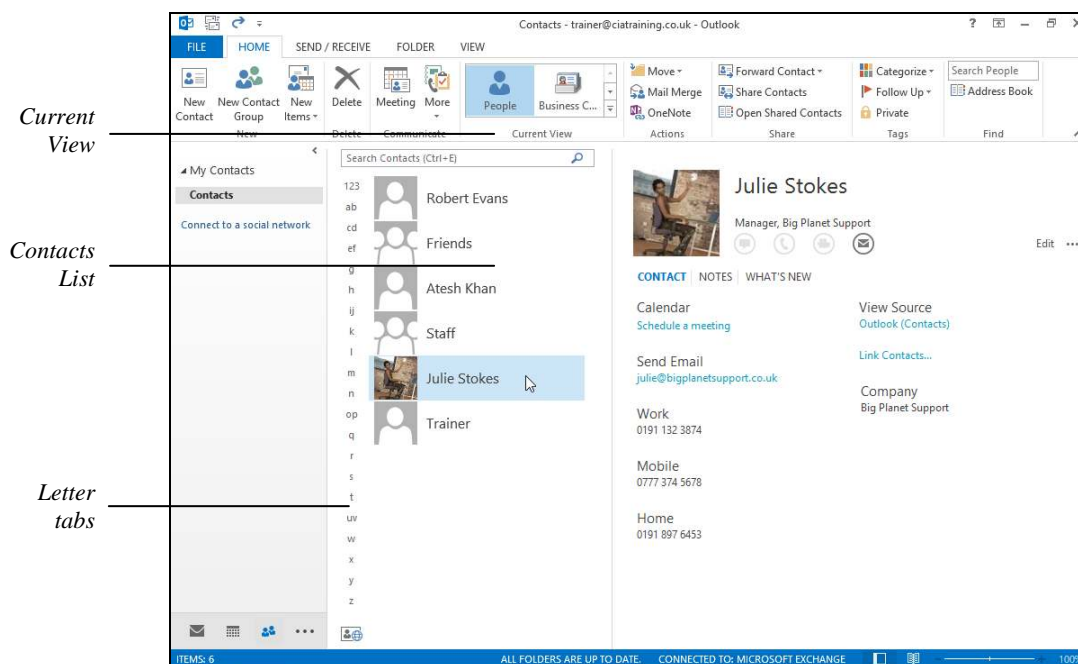 Contacts - trainer@ciatraining.co.uk - Outlook
FILE HOME SEND / RECEIVE FOLDER VIEW
New Contact
New Contact Group
New Items
Delete
Meeting
More
People
Business C...
Move
Mail Merge
OneNote
Forward Contact
Share Contacts
Open Shared Contacts
Categorize
Follow Up
Private
Search People
Address Book
New Delete Communicate Current View Actions Share Tags Find
Current
View
Contacts
List
Letter
tabs
My Contacts
Contacts
Connect to a social network
Search Contacts (Ctrl+E)
123
ab
cd
ef
g
h
ij
k
l
m
n
op
q
r
s
t
uv
w
x
y
z
Robert Evans
Friends
Atesh Khan
Staff
Julie Stokes
Trainer
Julie Stokes
Manager, Big Planet Support
Edit ...
CONTACT NOTES WHAT'S NEW
Calendar
Schedule a meeting
Send Email
julie@bigplanetsupport.co.uk
Work
0191 132 3874
Mobile
0777 374 5678
Home
0191 897 6453
View Source
Outlook (Contacts)
Link Contacts...
Company
Big Planet Support
ITEMS: 6 ALL FOLDERS ARE UP TO DATE. CONNECTED TO: MICROSOFT EXCHANGE 100%